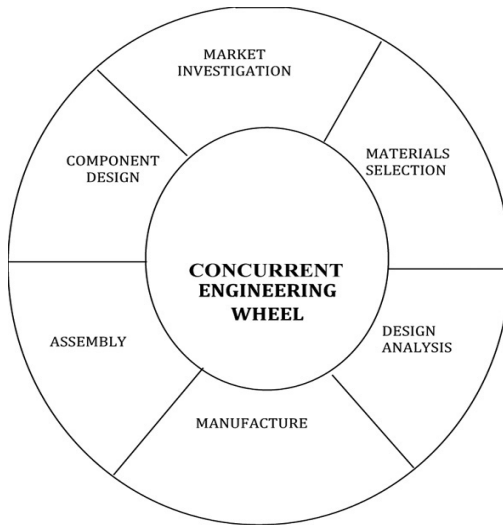 MARKET
INVESTIGATION
MATERIALS
SELECTION
DESIGN
ANALYSIS
MANUFACTURE
ASSEMBLY
COMPONENT
DESIGN
CONCURRENT
ENGINEERING
WHEEL